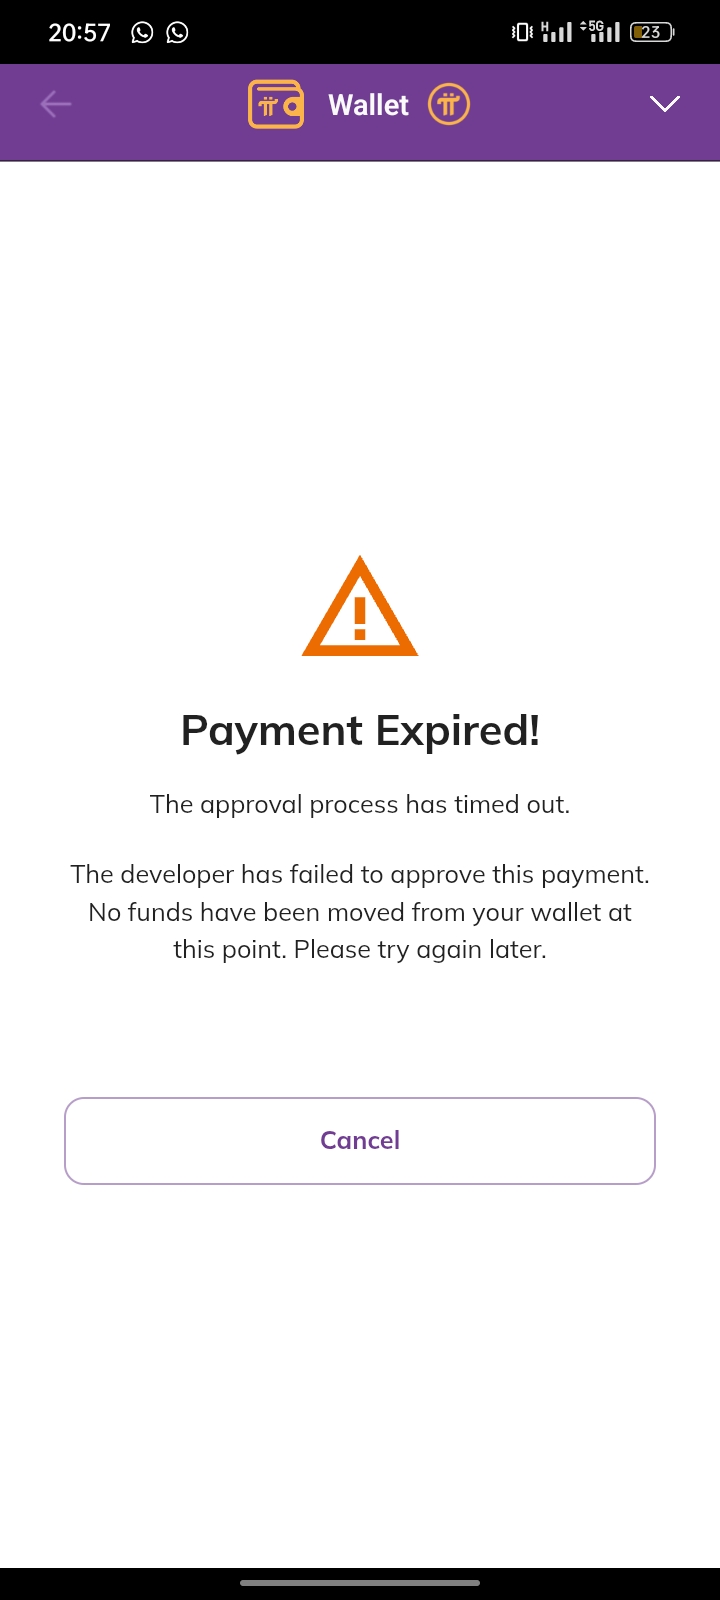 20:57 H 5G 23
Wallet
Payment Expired!
The approval process has timed out.
The developer has failed to approve this payment.
No funds have been moved from your wallet at
this point. Please try again later.
Cancel